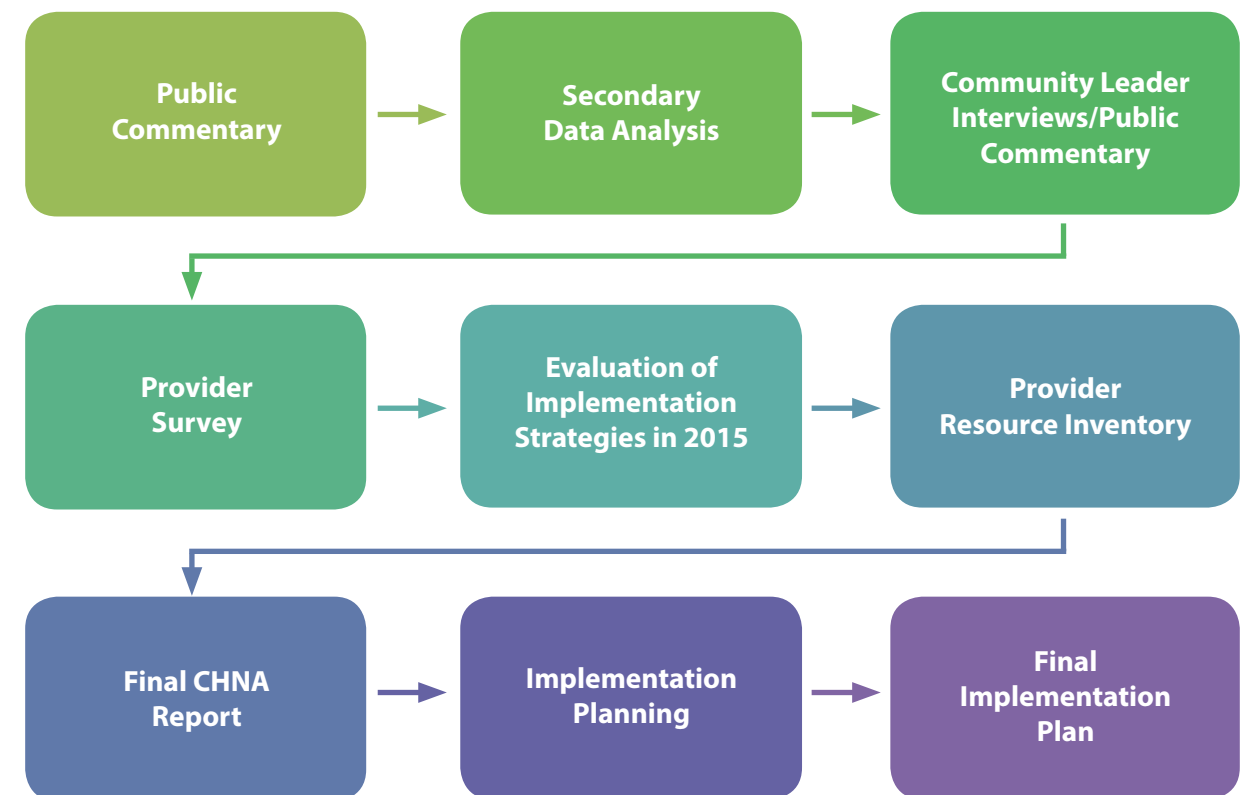 Public
Commentary
Secondary
Data Analysis
Community Leader
Interviews/Public
Commentary
Provider
Survey
Evaluation of
Implementation
Strategies in 2015
Provider
Resource Inventory
Final CHNA
Report
Implementation
Planning
Final
Implementation
Plan